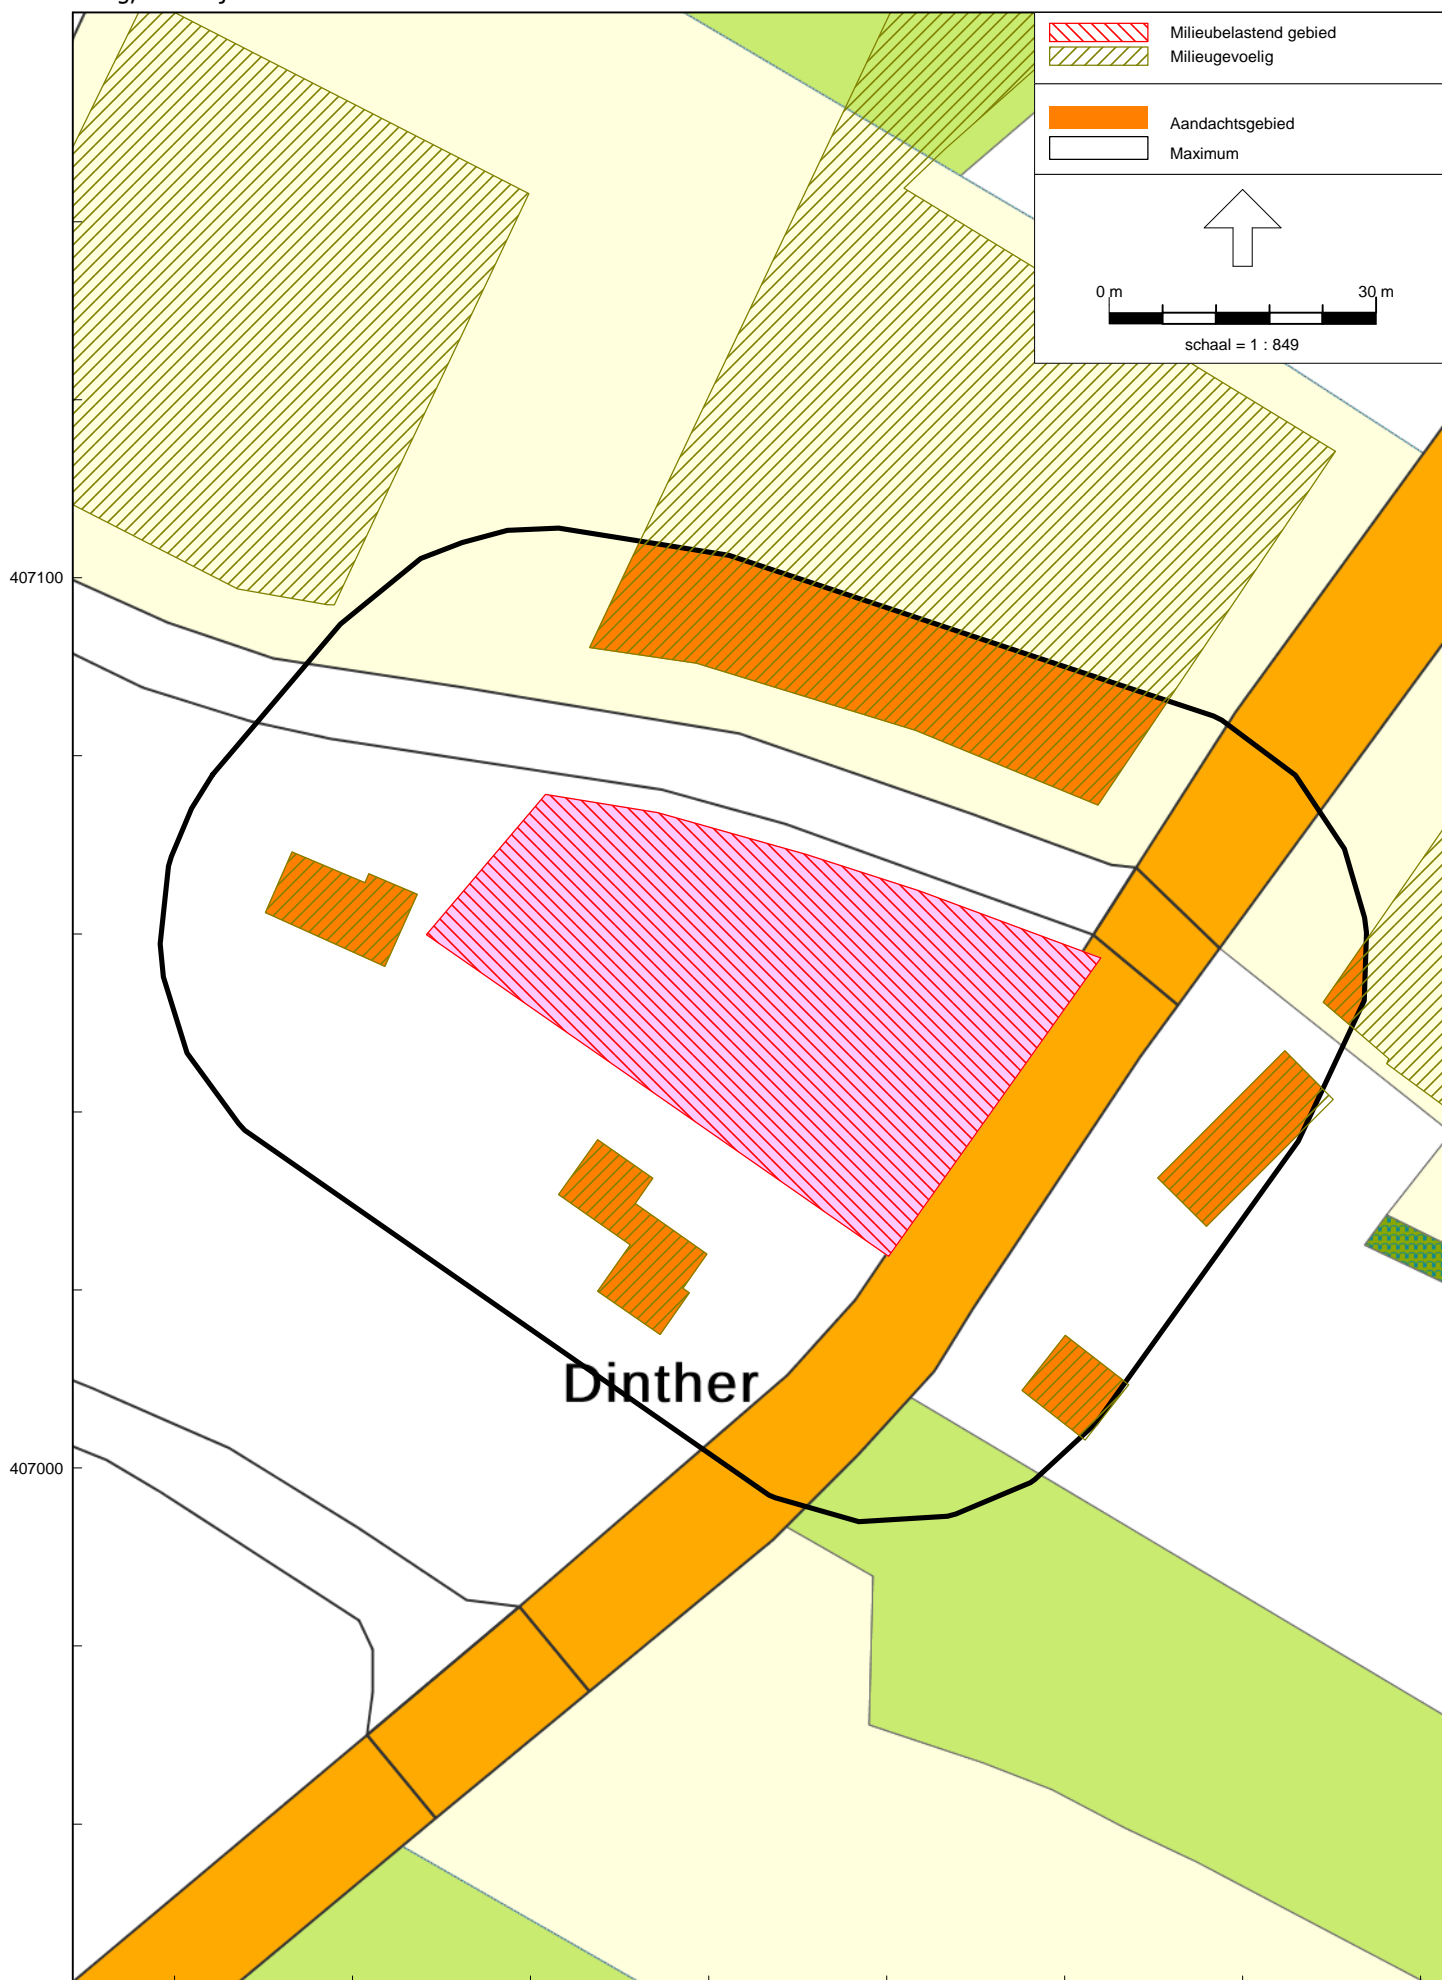 Milieubelastend gebied
Milieugevoelig
Aandachtsgebied
Maximum
0 m 30 m
schaal = 1 : 849
407100
Dinther
407000